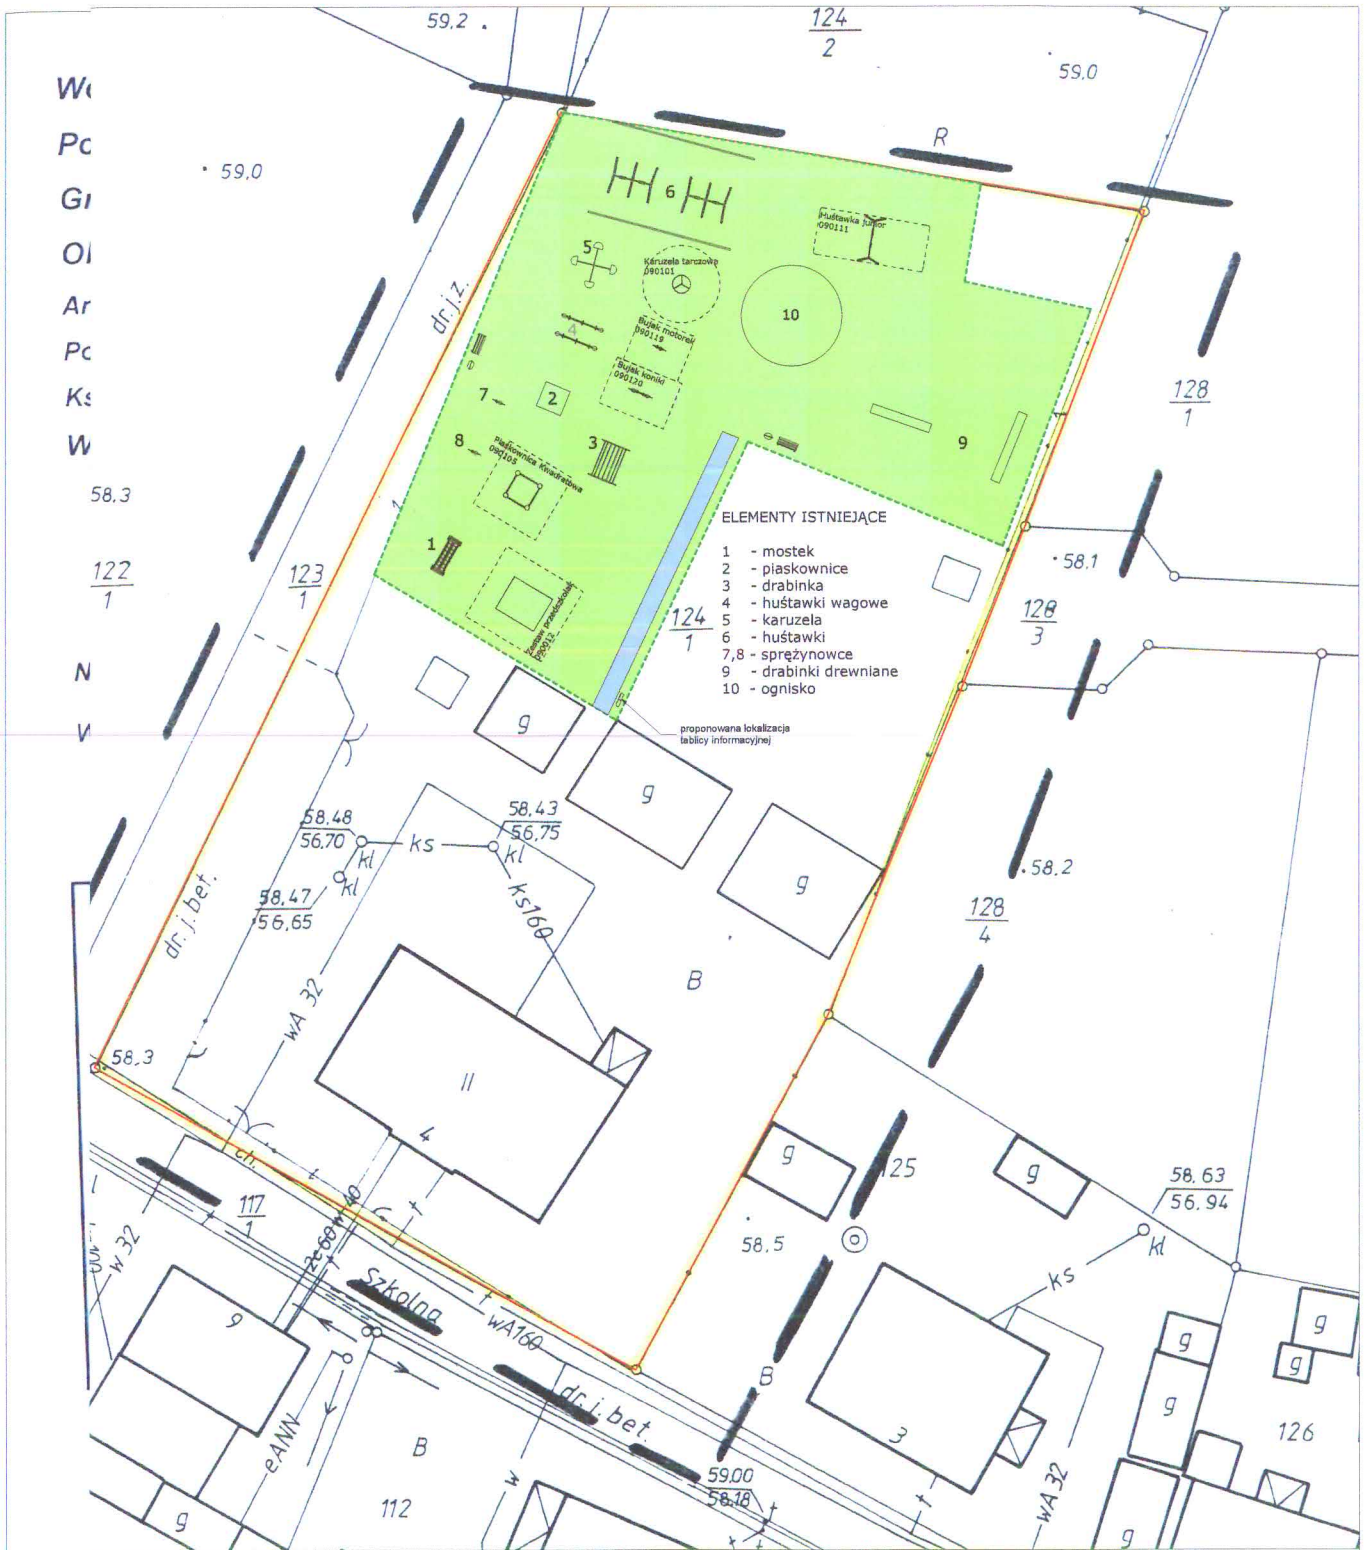 59,2
124
2
59,0
R
59,0
dr.j.z.
6
Huśtawka junior
090111
5
Karuzela tarczowa
090101
10
4
Bujak motorek
090119
Bujak koniki
090120
7
2
8
3
Piaskownica Kwadratowa
090105
9
1
Zestaw przedszkolak
090012
128
1
58,3
122
1
123
1
ELEMENTY ISTNIEJĄCE
1 - mostek
2 - piaskownice
3 - drabinka
4 - huśtawki wagowe
5 - karuzela
6 - huśtawki
7,8 - sprężynowce
9 - drabinki drewniane
10 - ognisko
124
1
58,1
128
3
proponowana lokalizacja
tablicy informacyjnej
g
g
g
58,48
56,70
58,43
56,75
ks
kl
kl
kl
58,47
56,65
ks160
58,2
128
4
dr.j.bet.
wA 32
B
58,3
II
4
ch.
117
1
w 32
g
125
g
58,63
56,94
58,5
kl
ks
Szkolna
wA160
9
dr.j.bet.
B
3
g
g
g
g
126
eANN
B
112
g
w
59,00
58,18
wA 32
g